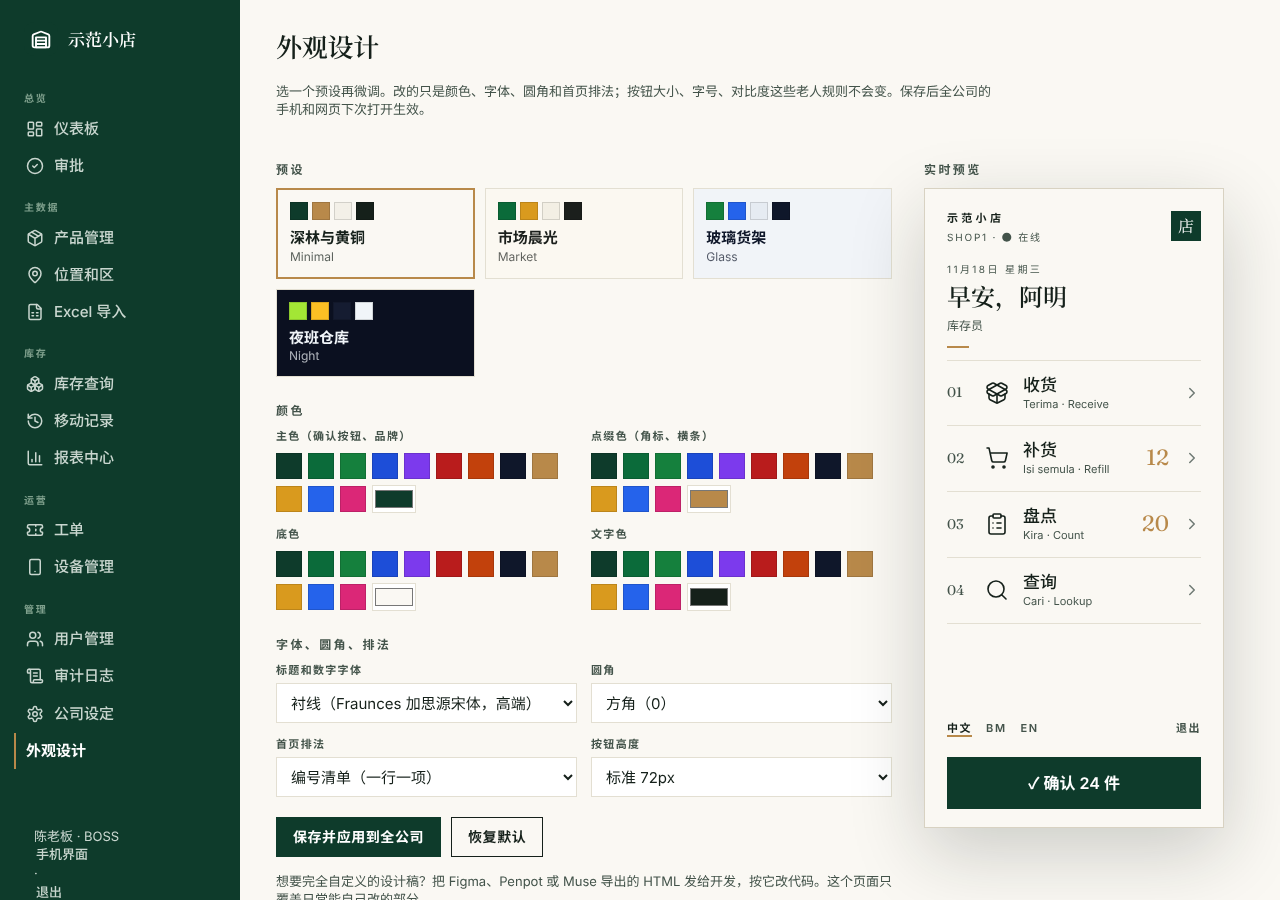 示范小店
总览
仪表板
审批
主数据
产品管理
位置和区
Excel 导入
库存
库存查询
移动记录
报表中心
运营
工单
设备管理
管理
用户管理
审计日志
公司设定
外观设计
陈老板 · BOSS
手机界面
·
退出
外观设计
选一个预设再微调。改的只是颜色、字体、圆角和首页排法；按钮大小、字号、对比度这些老人规则不会变。保存后全公司的
手机和网页下次打开生效。
预设
深林与黄铜
Minimal
市场晨光
Market
玻璃货架
Glass
夜班仓库
Night
颜色
主色（确认按钮、品牌）
点缀色（角标、横条）
底色
文字色
字体、圆角、排法
标题和数字字体
圆角
衬线（Fraunces 加思源宋体，高端）
方角（0）
首页排法
按钮高度
编号清单（一行一项）
标准 72px
保存并应用到全公司
恢复默认
想要完全自定义的设计稿？把 Figma、Penpot 或 Muse 导出的 HTML 发给开发，按它改代码。这个页面只
覆盖日常能自己改的部分。
实时预览
示范小店
SHOP1 · ● 在线
店
11月18日 星期三
早安，阿明
库存员
01 收货
Terima · Receive
02 补货 12
Isi semula · Refill
03 盘点 20
Kira · Count
04 查询
Cari · Lookup
中文 BM EN 退出
✓ 确认 24 件